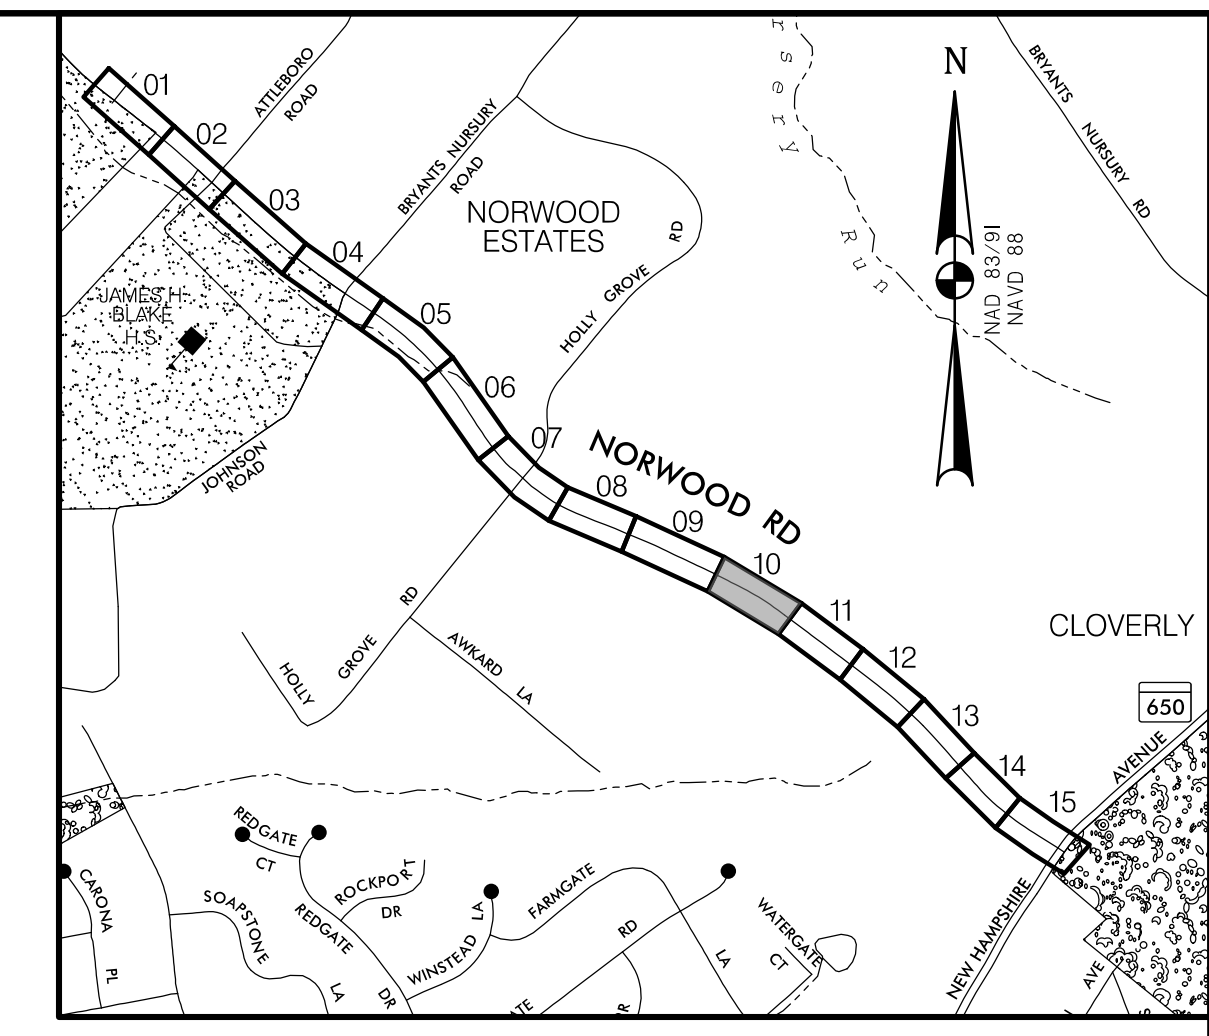 01
02
03
04
05
06
07
08
09
10
11
12
13
14
15
ATTLEBORO
ROAD
BRYANTS NURSURY
ROAD
NORWOOD
ESTATES
HOLLY GROVE RD
rsery
Run
N
NAD 83/91
NAVD 88
BRYANTS NURSURY RD
JAMES H.
BLAKE
H.S.
JOHNSON
ROAD
NORWOOD RD
HOLLY GROVE RD
AWKARD LA
CLOVERLY
650
NEW HAMPSHIRE AVENUE
REDGATE
CT
ROCKPORT
DR
SOAPSTONE LA
REDGATE DR
WINSTEAD LA
FARMGATE LA
RD
WATERGATE
CT
CARONA PL
ATE
R
AVE
S